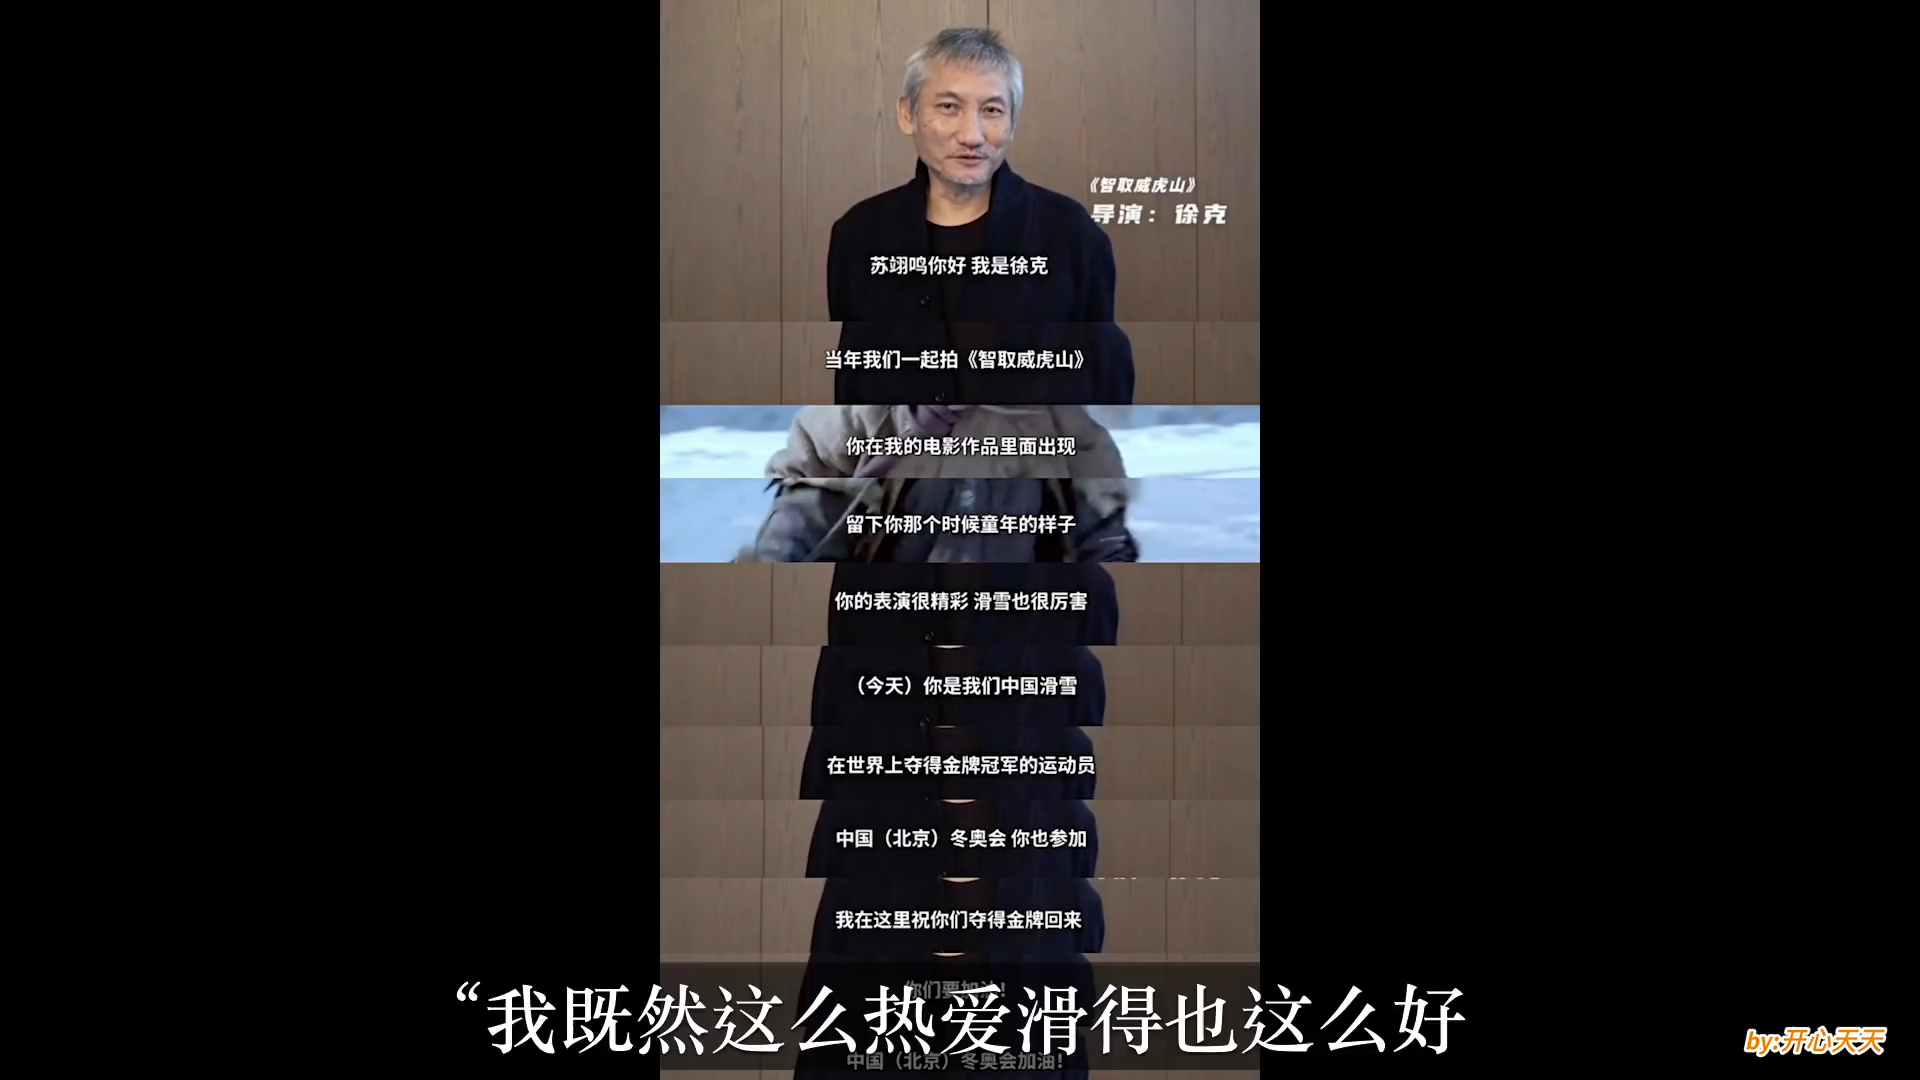 《智取威虎山》
导演：徐克
苏翊鸣你好 我是徐克
当年我们一起拍《智取威虎山》
你在我的电影作品里面出现
留下你那个时候童年的样子
你的表演很精彩 滑雪也很厉害
（今天）你是我们中国滑雪
在世界上夺得金牌冠军的运动员
中国（北京）冬奥会 你也参加
我在这里祝你们夺得金牌回来
你们要加油！
“我既然这么热爱滑得也这么好
中国（北京）冬奥会加油！
by:开心天天